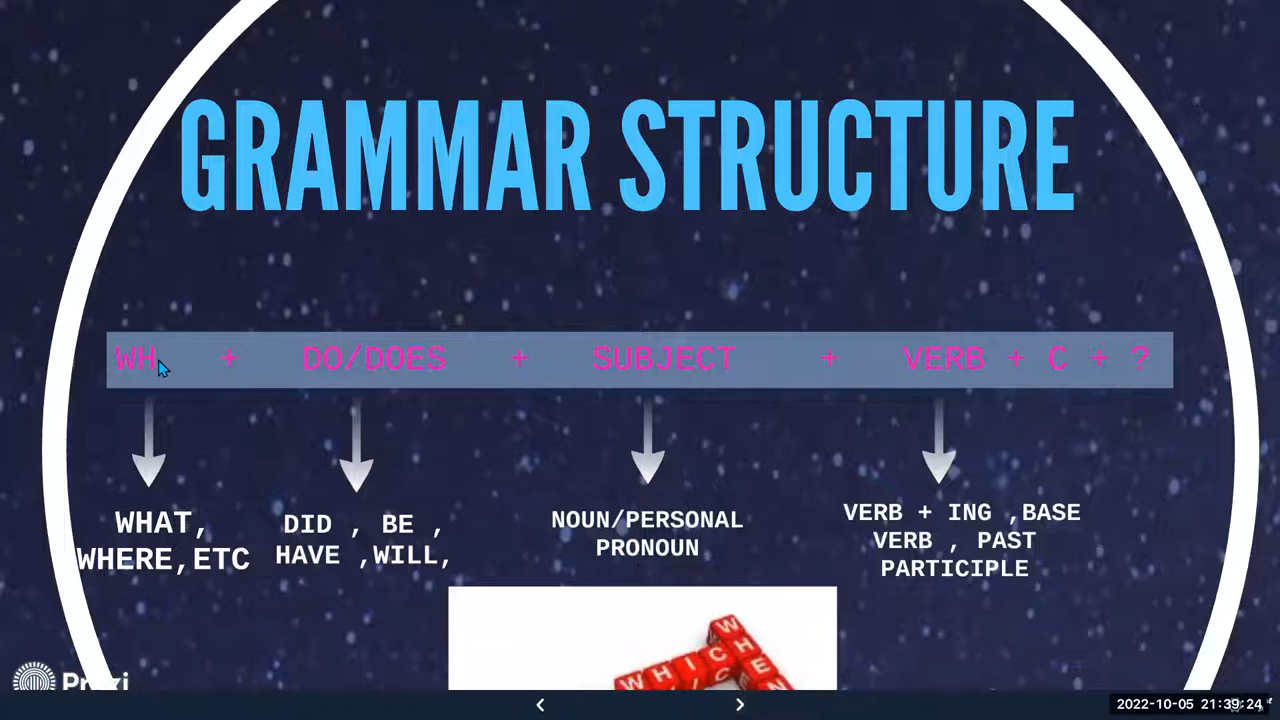 GRAMMAR STRUCTURE
WH + DO/DOES + SUBJECT + VERB + C + ?
WHAT,
WHERE,ETC
DID , BE ,
HAVE ,WILL,
NOUN/PERSONAL
PRONOUN
VERB + ING ,BASE
VERB , PAST
PARTICIPLE
WHICH
WHEN
Prezi
2022-10-05 21:39:24